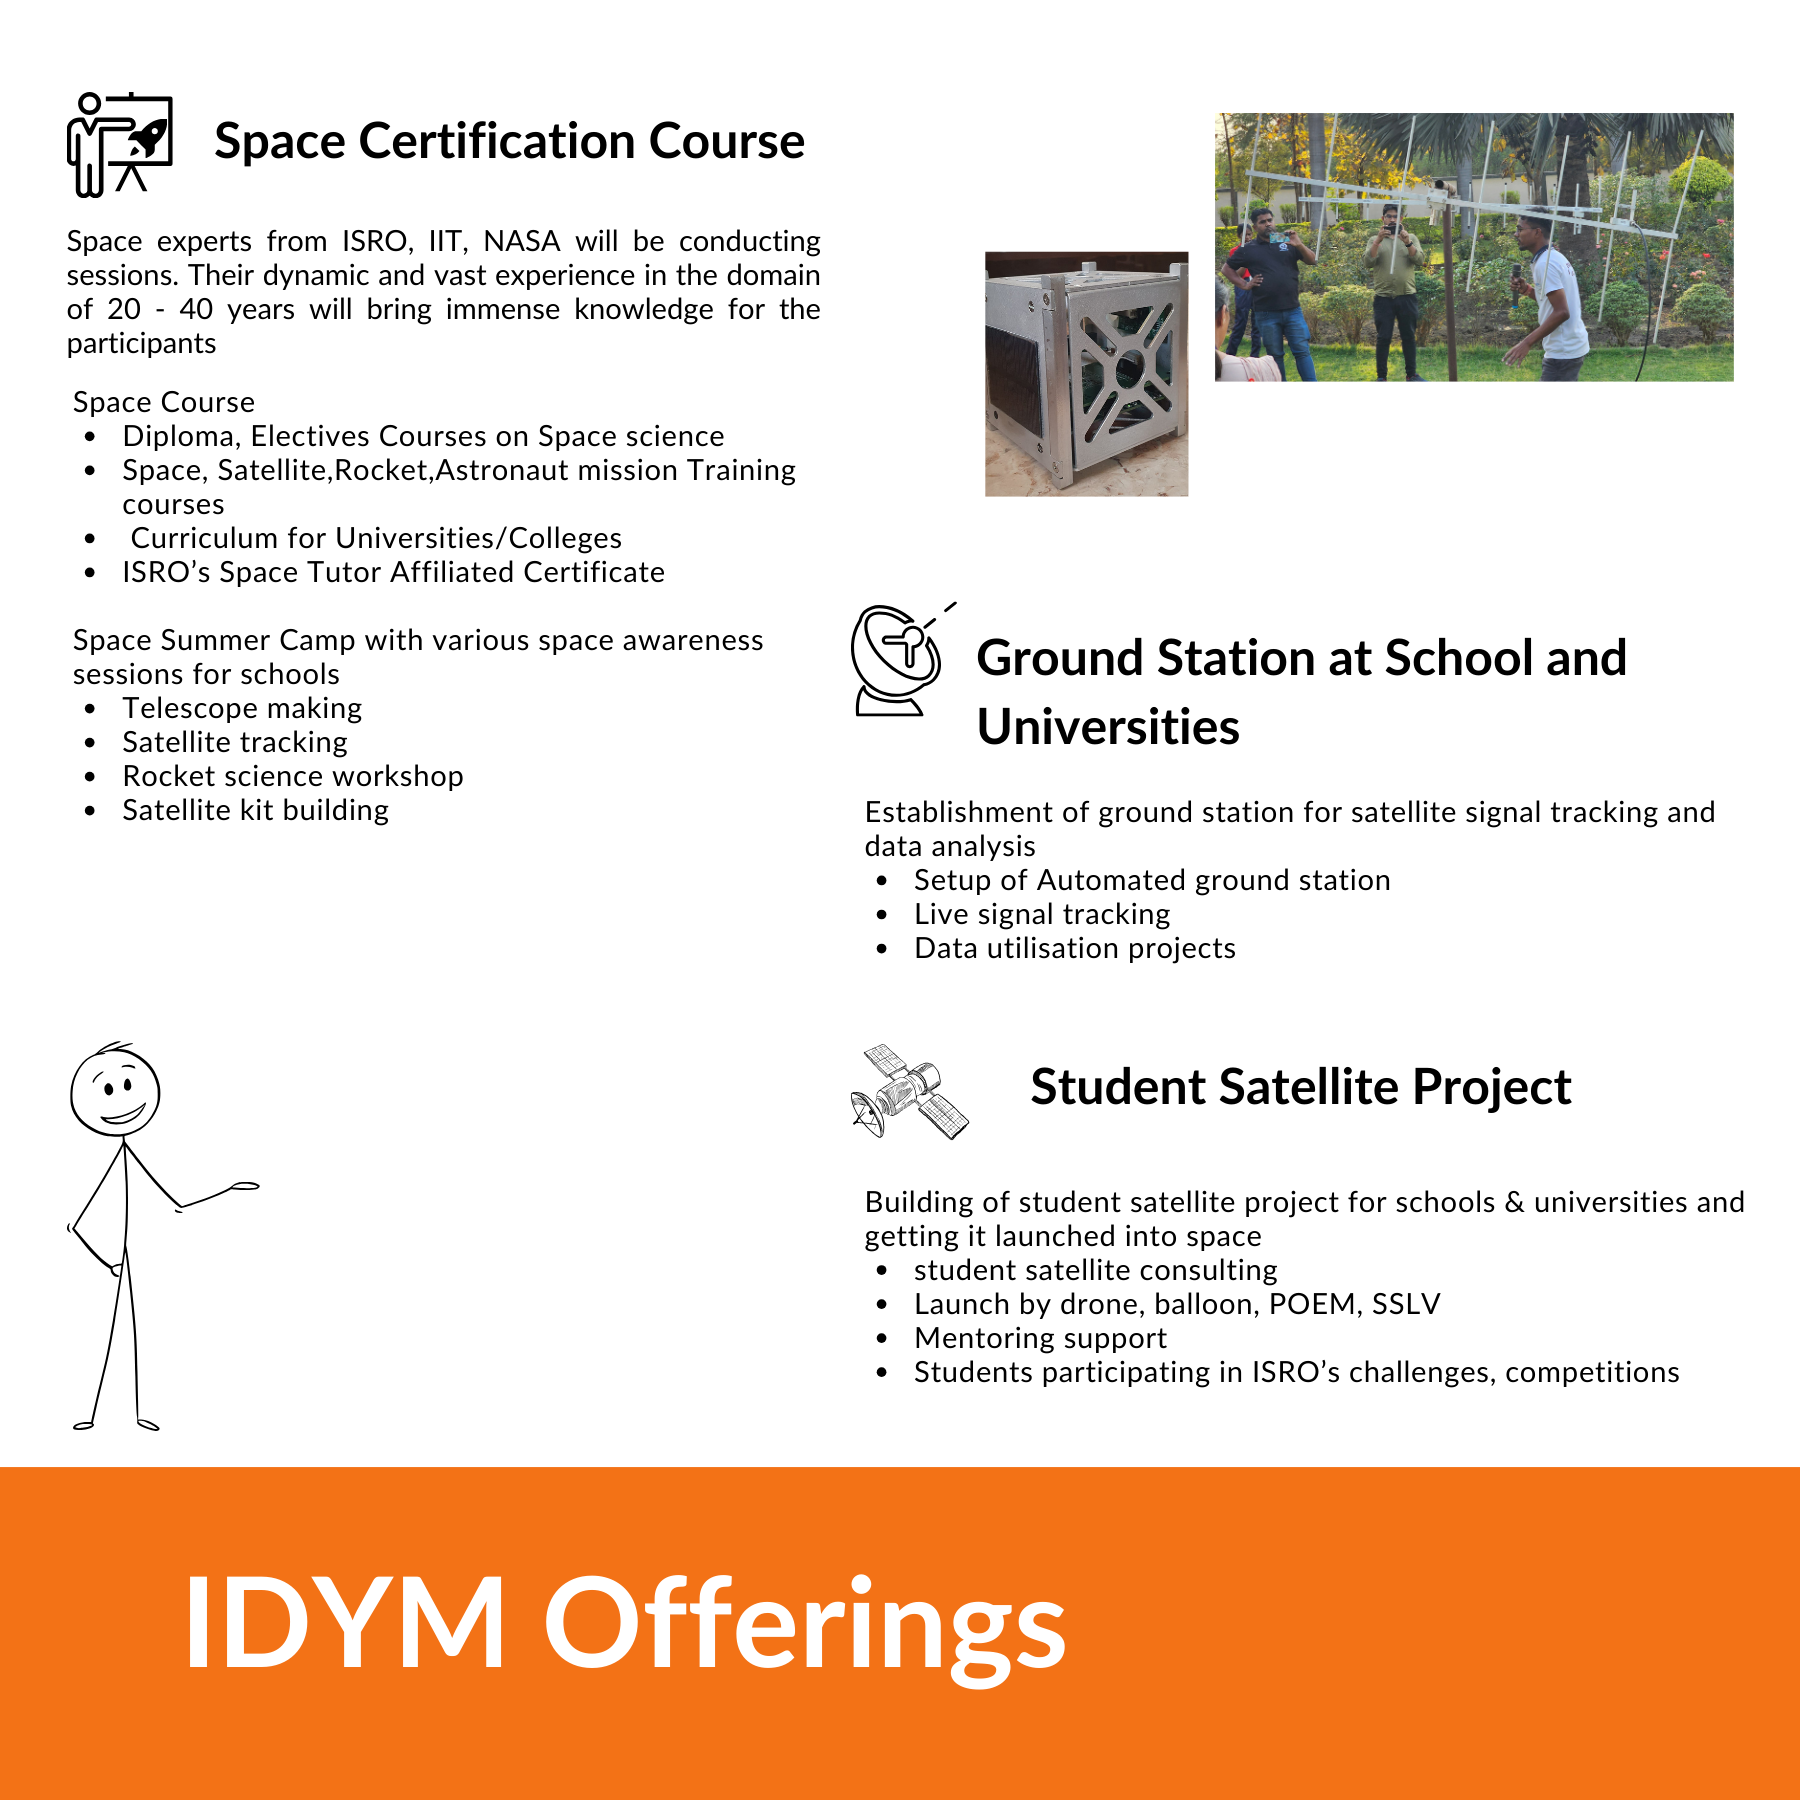 Space Certification Course
Space experts from ISRO, IIT, NASA will be conducting
sessions. Their dynamic and vast experience in the domain
of 20 - 40 years will bring immense knowledge for the
participants
Space Course
• Diploma, Electives Courses on Space science
• Space, Satellite,Rocket,Astronaut mission Training
courses
• Curriculum for Universities/Colleges
• ISRO’s Space Tutor Affiliated Certificate
Space Summer Camp with various space awareness
sessions for schools
• Telescope making
• Satellite tracking
• Rocket science workshop
• Satellite kit building
Ground Station at School and
Universities
Establishment of ground station for satellite signal tracking and
data analysis
• Setup of Automated ground station
• Live signal tracking
• Data utilisation projects
Student Satellite Project
Building of student satellite project for schools & universities and
getting it launched into space
• student satellite consulting
• Launch by drone, balloon, POEM, SSLV
• Mentoring support
• Students participating in ISRO’s challenges, competitions
IDYM Offerings